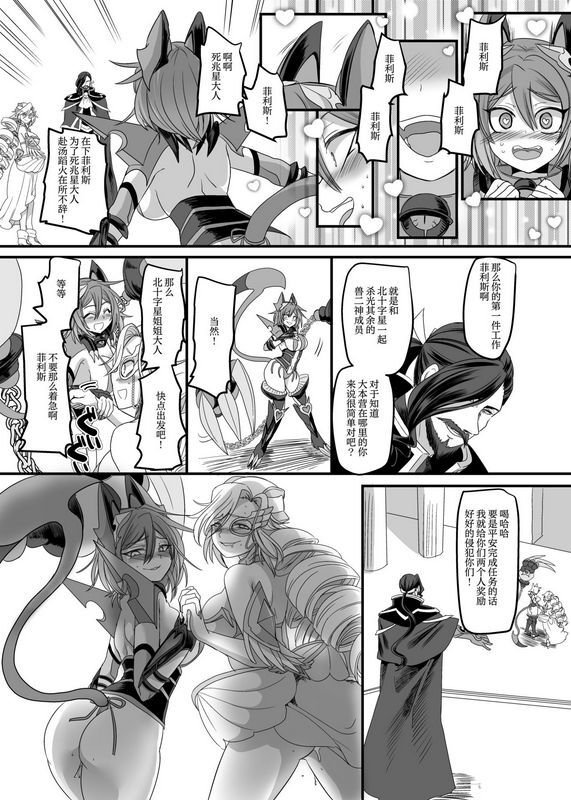 菲利斯
菲利斯
菲利斯
菲利斯
菲利斯！
啊啊
死兆星大人
在下菲利斯
为了死兆星大人
赴汤蹈火在所不辞！
那么你的第一件工作
菲利斯啊
就是和
北十字星一起
杀光其余的
兽二神成员
对于知道
大本营在哪里的你
来说很简单对吧？
当然！
那么
北十字星姐姐大人
快点出发吧！
等等
不要那么着急啊
菲利斯
喝哈哈
要是平安完成任务的话
我就给你们两个人奖励
好好的侵犯你们！